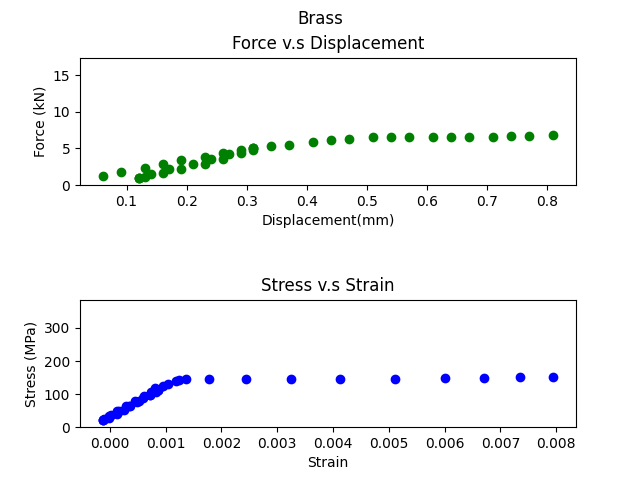 Brass
Force v.s Displacement
15
10
5
0
Force (kN)
0.1 0.2 0.3 0.4 0.5 0.6 0.7 0.8
Displacement(mm)
Stress v.s Strain
300
200
100
0
Stress (MPa)
0.000 0.001 0.002 0.003 0.004 0.005 0.006 0.007 0.008
Strain